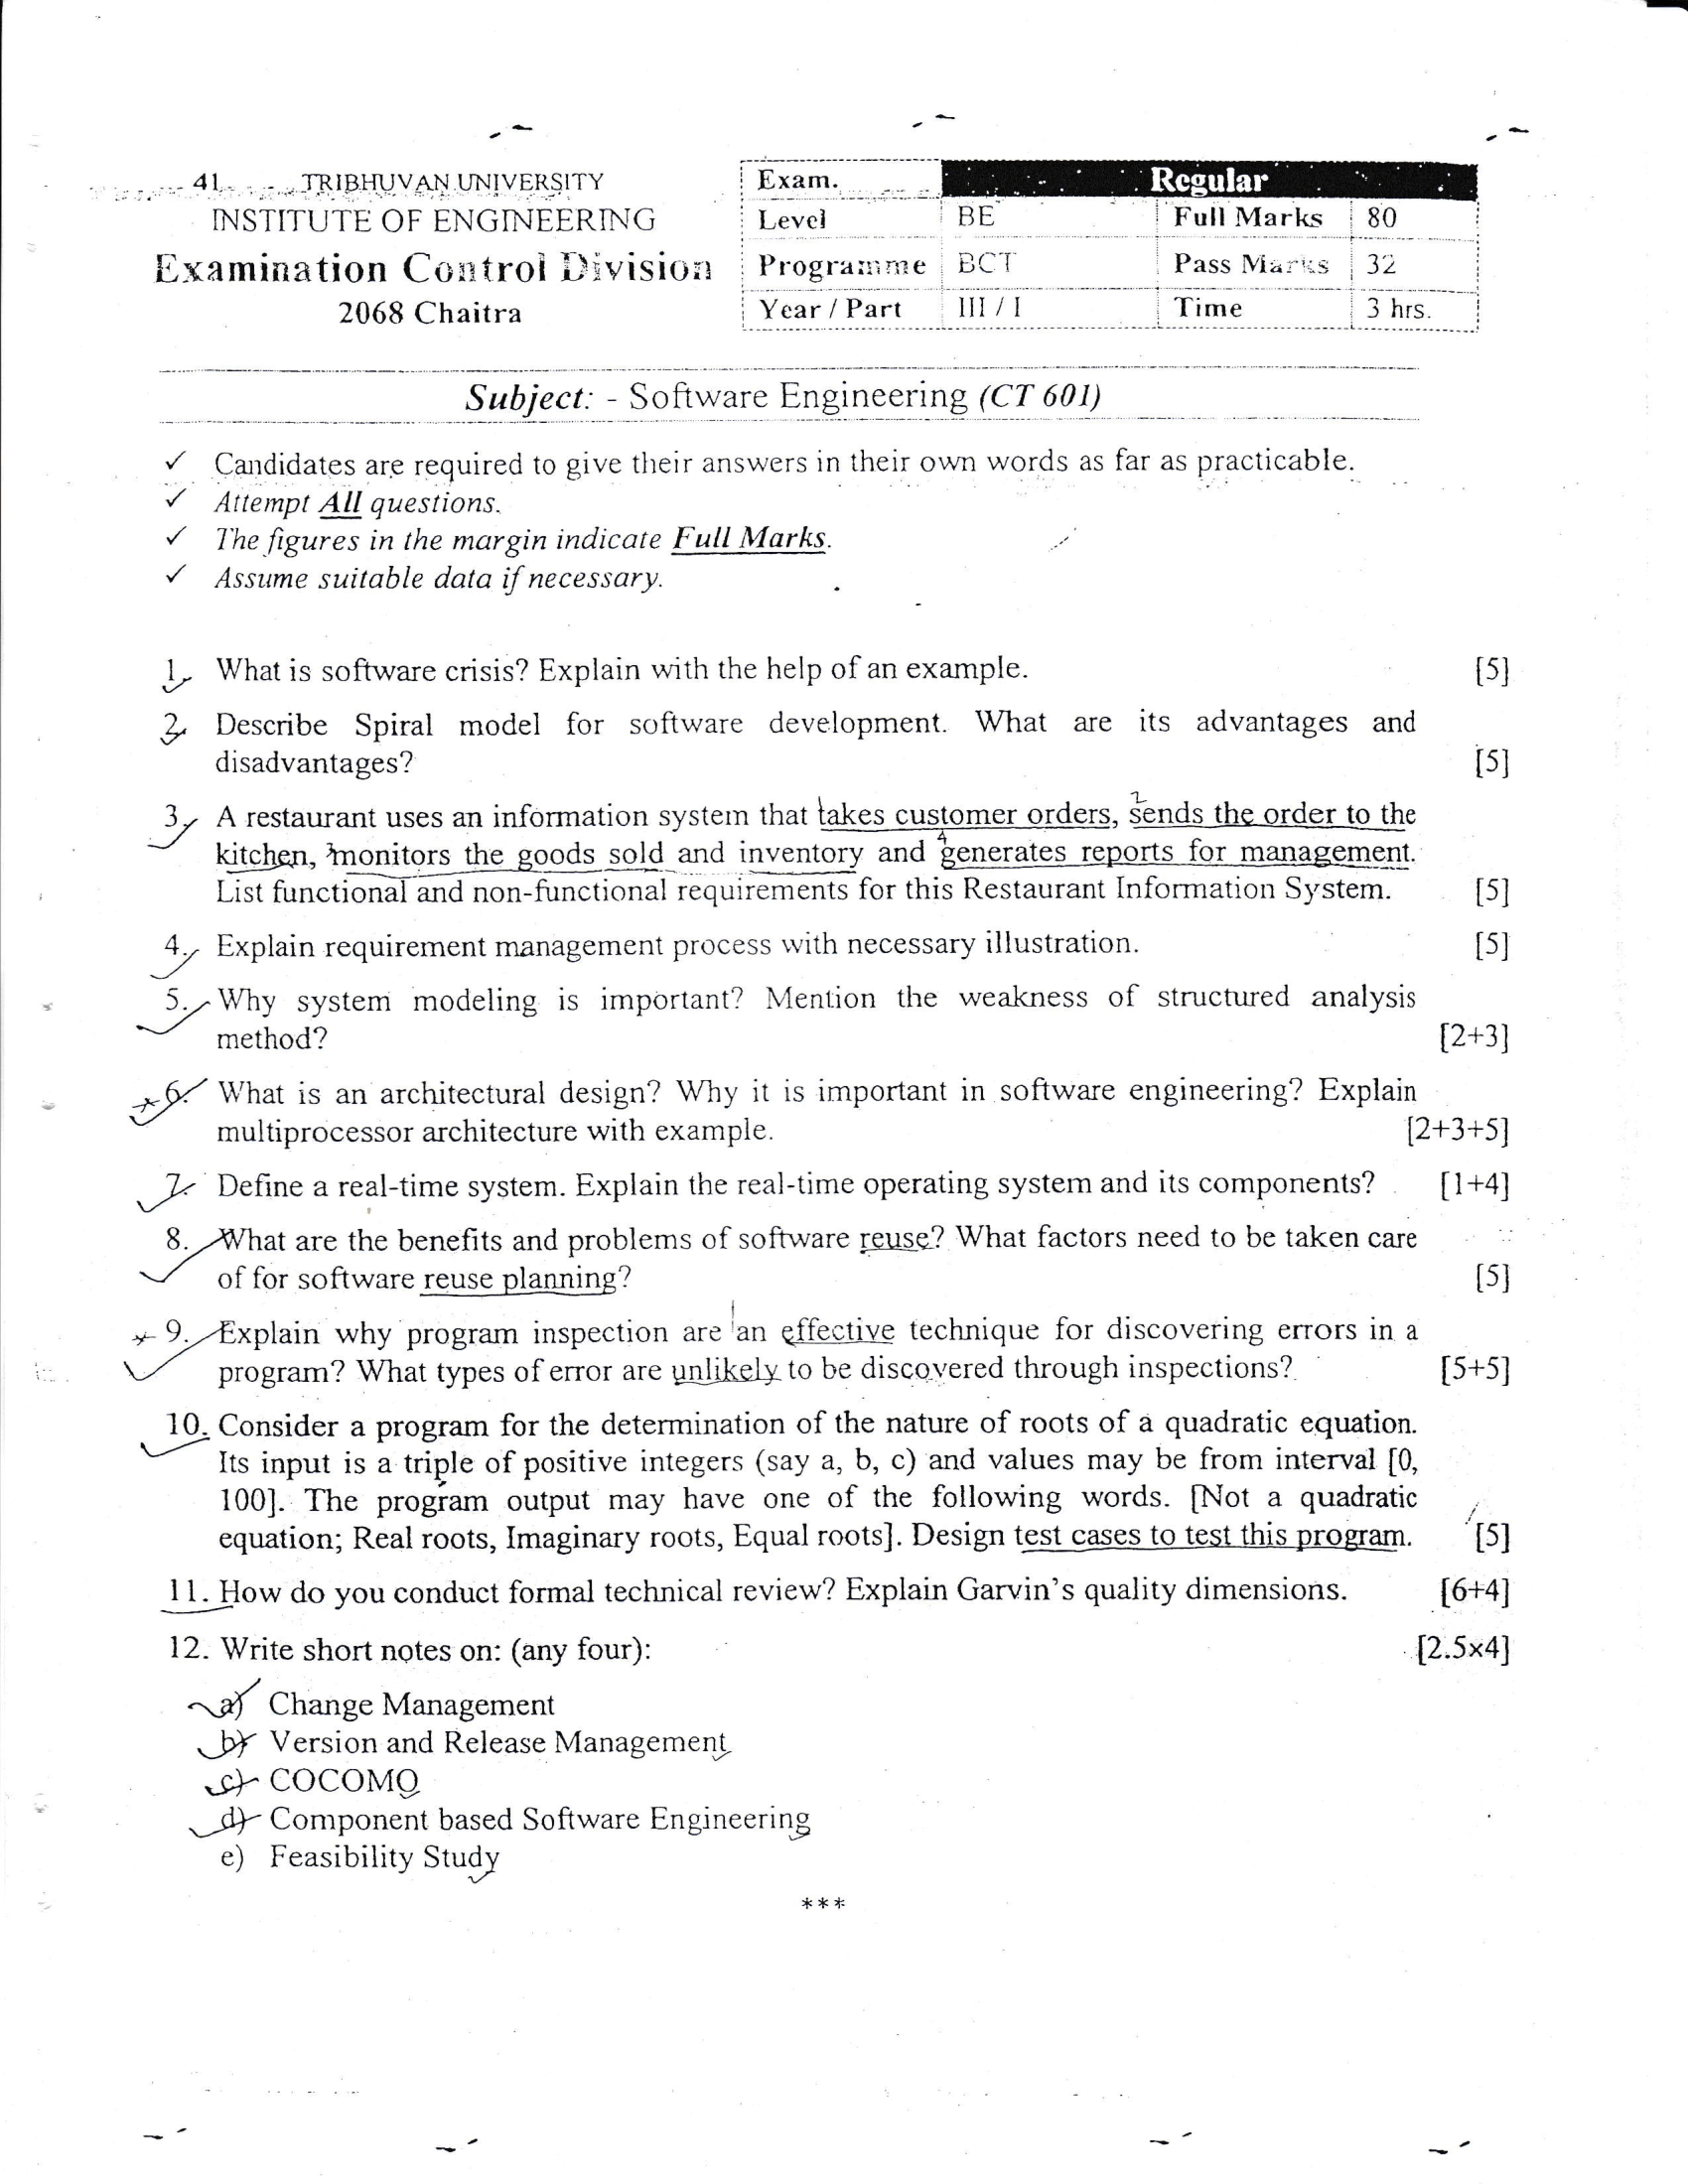 41 TRIBHUVAN UNIVERSITY
INSTITUTE OF ENGINEERING
Examination Control Division
2068 Chaitra
Exam. Regular
Level BE Full Marks 80
Programme BCT Pass Marks 32
Year / Part III / I Time 3 hrs.
Subject: - Software Engineering (CT 601)
✓ Candidates are required to give their answers in their own words as far as practicable.
✓ Attempt All questions.
✓ The figures in the margin indicate Full Marks.
✓ Assume suitable data if necessary.
1. What is software crisis? Explain with the help of an example. [5]
2. Describe Spiral model for software development. What are its advantages and
disadvantages? [5]
3. A restaurant uses an information system that takes customer orders, sends the order to the
kitchen, monitors the goods sold and inventory and generates reports for management.
List functional and non-functional requirements for this Restaurant Information System. [5]
4. Explain requirement management process with necessary illustration. [5]
5. Why system modeling is important? Mention the weakness of structured analysis
method? [2+3]
6. What is an architectural design? Why it is important in software engineering? Explain
multiprocessor architecture with example. [2+3+5]
7. Define a real-time system. Explain the real-time operating system and its components? [1+4]
8. What are the benefits and problems of software reuse? What factors need to be taken care
of for software reuse planning? [5]
9. Explain why program inspection are an effective technique for discovering errors in a
program? What types of error are unlikely to be discovered through inspections? [5+5]
10. Consider a program for the determination of the nature of roots of a quadratic equation.
Its input is a triple of positive integers (say a, b, c) and values may be from interval [0,
100]. The program output may have one of the following words. [Not a quadratic
equation; Real roots, Imaginary roots, Equal roots]. Design test cases to test this program. [5]
11. How do you conduct formal technical review? Explain Garvin's quality dimensions. [6+4]
12. Write short notes on: (any four): [2.5×4]
a) Change Management
b) Version and Release Management
c) COCOMO
d) Component based Software Engineering
e) Feasibility Study
***